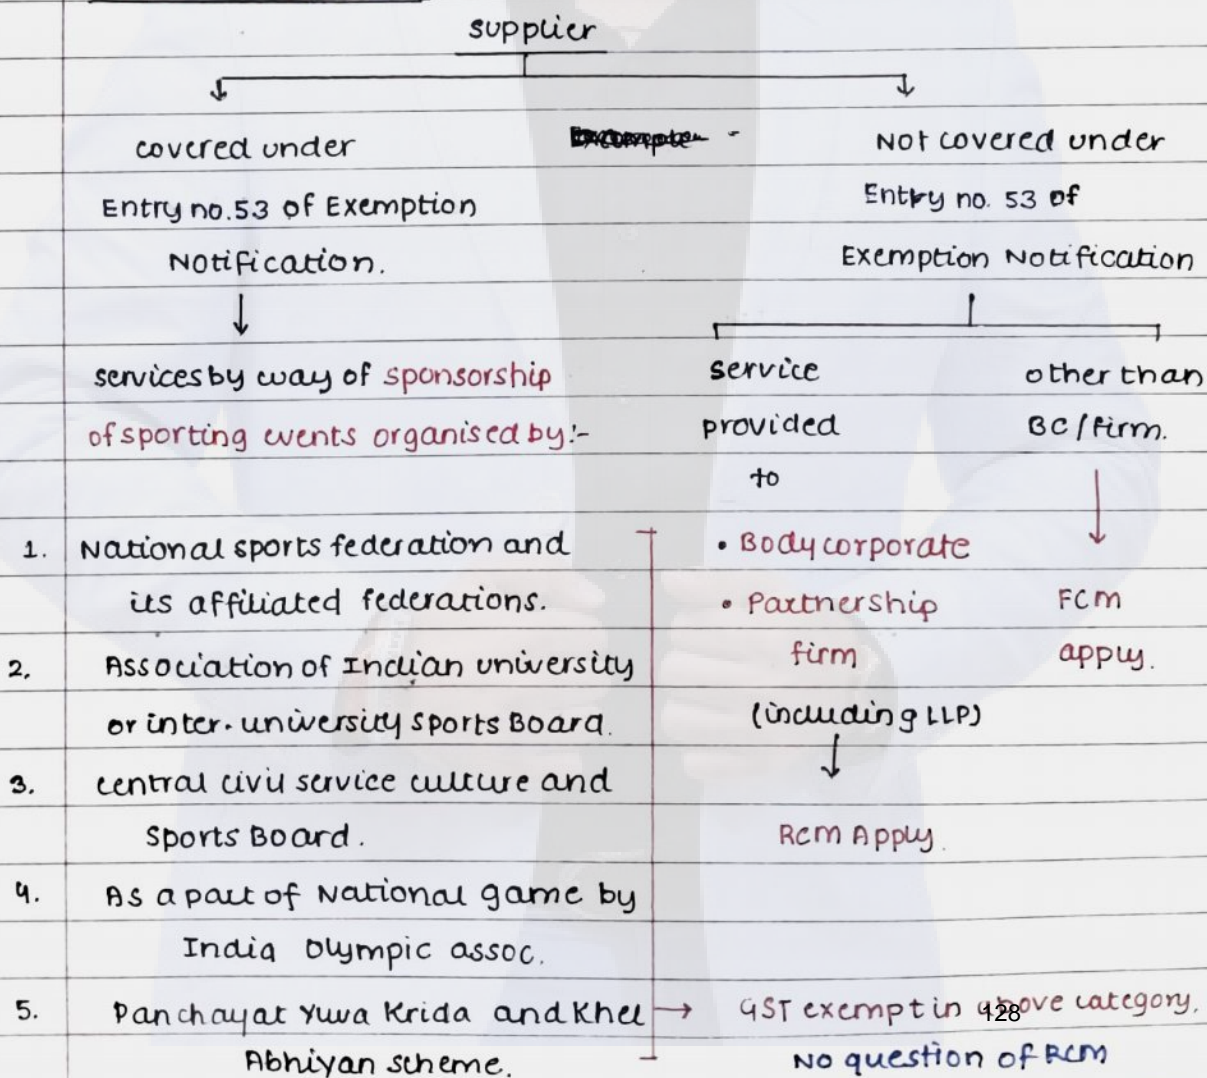 supplier
covered under
Entry no.53 of Exemption
Notification.
services by way of sponsorship
of sporting events organised by:-
1. National sports federation and
its affiliated federations.
2. Association of Indian university
or inter. university sports Board.
3. central civil service culture and
Sports Board.
4. As a part of National game by
India Olympic assoc.
5. Panchayat Yuva Krida and Khel
Abhiyan scheme.
Not covered under
Entry no. 53 of
Exemption Notification
service
provided
to
• Body corporate
• Partnership
firm
(including LLP)
RCM Apply.
other than
BC/Firm.
FCM
apply.
→ GST exempt in above category.
No question of RCM
128